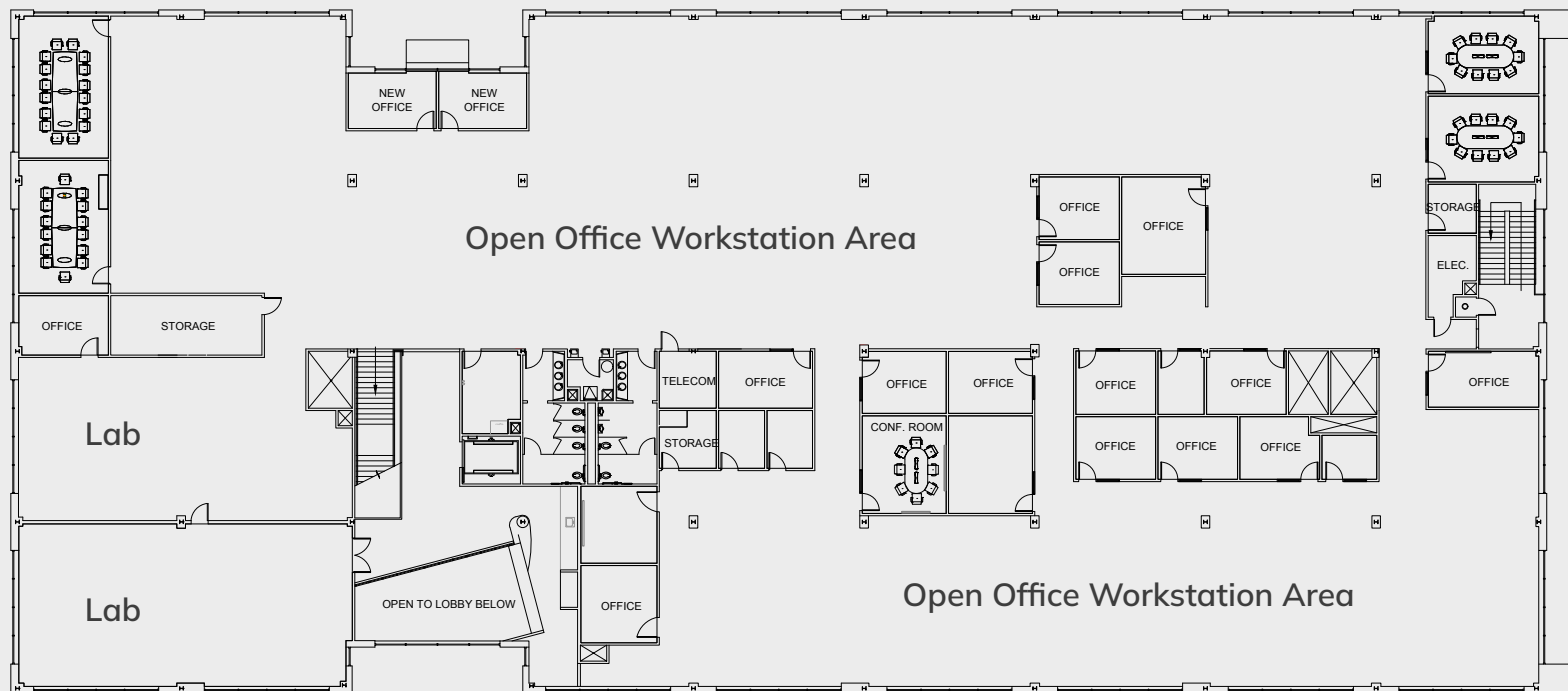 NEW
OFFICE
NEW
OFFICE
OFFICE
OFFICE
OFFICE
STORAGE
Open Office Workstation Area
ELEC.
OFFICE
STORAGE
TELECOM
OFFICE
OFFICE
OFFICE
OFFICE
OFFICE
OFFICE
Lab
STORAGE
CONF. ROOM
OFFICE
OFFICE
OFFICE
Lab
OPEN TO LOBBY BELOW
OFFICE
Open Office Workstation Area